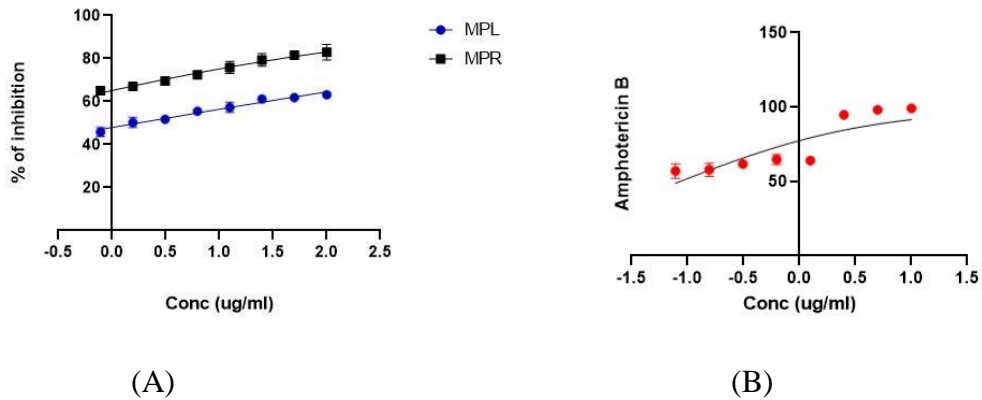 100
80
60
40
20
% of inhibition
-0.5 0.0 0.5 1.0 1.5 2.0 2.5
Conc (ug/ml)
MPL
MPR
(A)
150
100
50
Amphotericin B
-1.5 -1.0 -0.5 0.0 0.5 1.0 1.5
Conc (ug/ml)
(B)